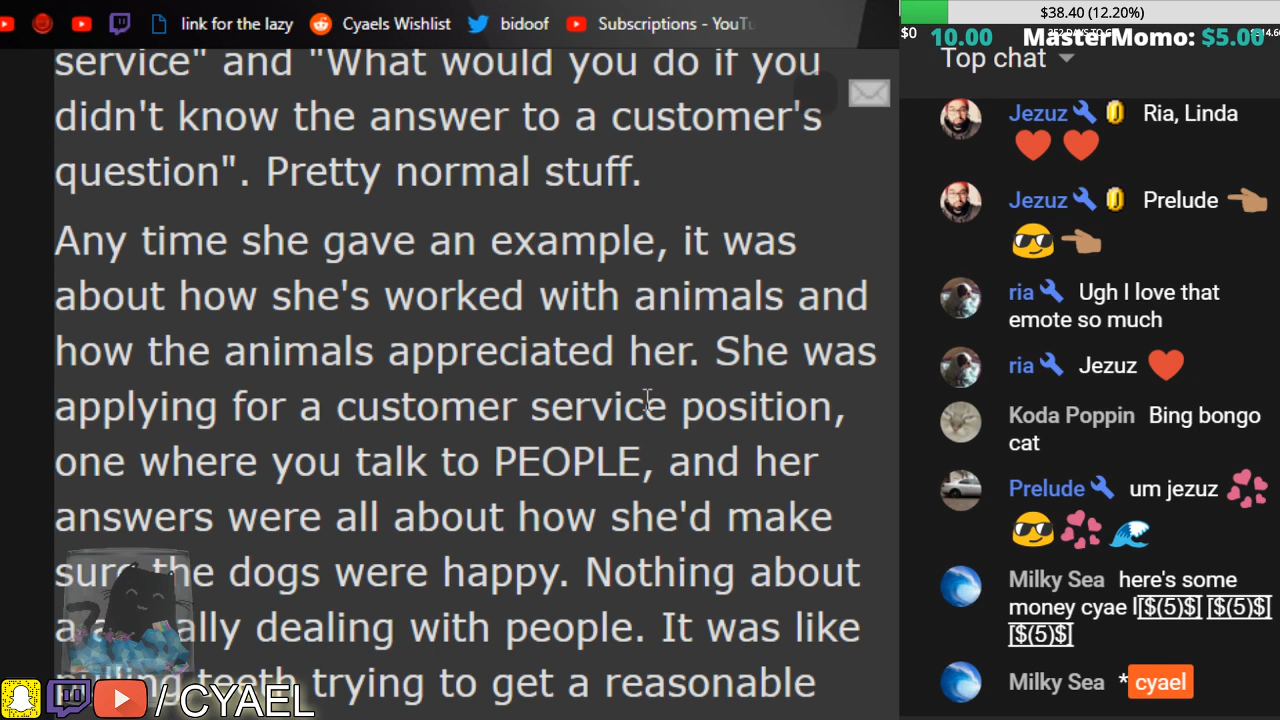 link for the lazy
Cyaels Wishlist
bidoof
Subscriptions - YouTu
service" and "What would you do if you
didn't know the answer to a customer's
question". Pretty normal stuff.
Any time she gave an example, it was
about how she's worked with animals and
how the animals appreciated her. She was
applying for a customer service position,
one where you talk to PEOPLE, and her
answers were all about how she'd make
sure the dogs were happy. Nothing about
dealing with people. It was like
pulling teeth trying to get a reasonable
/CYAEL
$38.40 (12.20%)
$0
10.00 MasterMomo: $5.00
Top chat
Jezuz Ria, Linda
❤️ ❤️
Jezuz Prelude 👈🏽
😎👈🏽
ria Ugh I love that
emote so much
ria Jezuz ❤️
Koda Poppin Bing bongo
cat
Prelude um jezuz 💞
😎💞🌊
Milky Sea here's some
money cyae l[̲̅$̲̅(5)$̲̅] [̲̅$̲̅(5)$̲̅]
[̲̅$̲̅(5)$̲̅]
Milky Sea *cyael